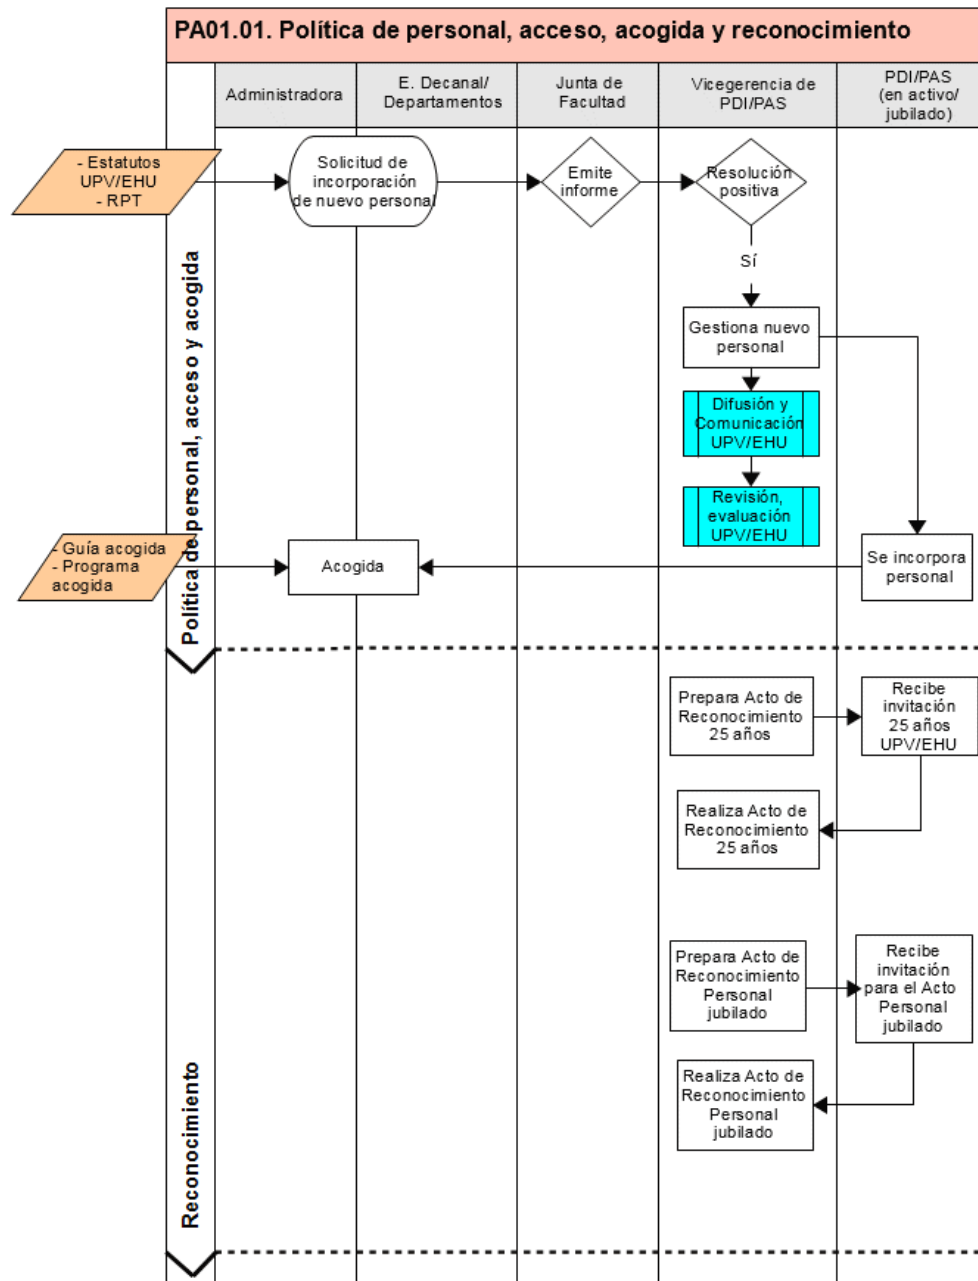 PA01.01. Política de personal, acceso, acogida y reconocimiento
Administradora
E. Decanal/
Departamentos
Junta de
Facultad
Vicegerencia de
PDI/PAS
PDI/PAS
(en activo/
jubilado)
- Estatutos
UPV/EHU
- RPT
Solicitud de
incorporación
de nuevo personal
Emite
informe
Resolución
positiva
Sí
Política de personal, acceso y acogida
Gestiona nuevo
personal
Difusión y
Comunicación
UPV/EHU
Revisión,
evaluación
UPV/EHU
- Guía acogida
- Programa
acogida
Acogida
Se incorpora
personal
Prepara Acto de
Reconocimiento
25 años
Recibe
invitación
25 años
UPV/EHU
Realiza Acto de
Reconocimiento
25 años
Prepara Acto de
Reconocimiento
Personal
jubilado
Recibe
invitación
para el Acto
Personal
jubilado
Realiza Acto de
Reconocimiento
Personal
jubilado
Reconocimiento